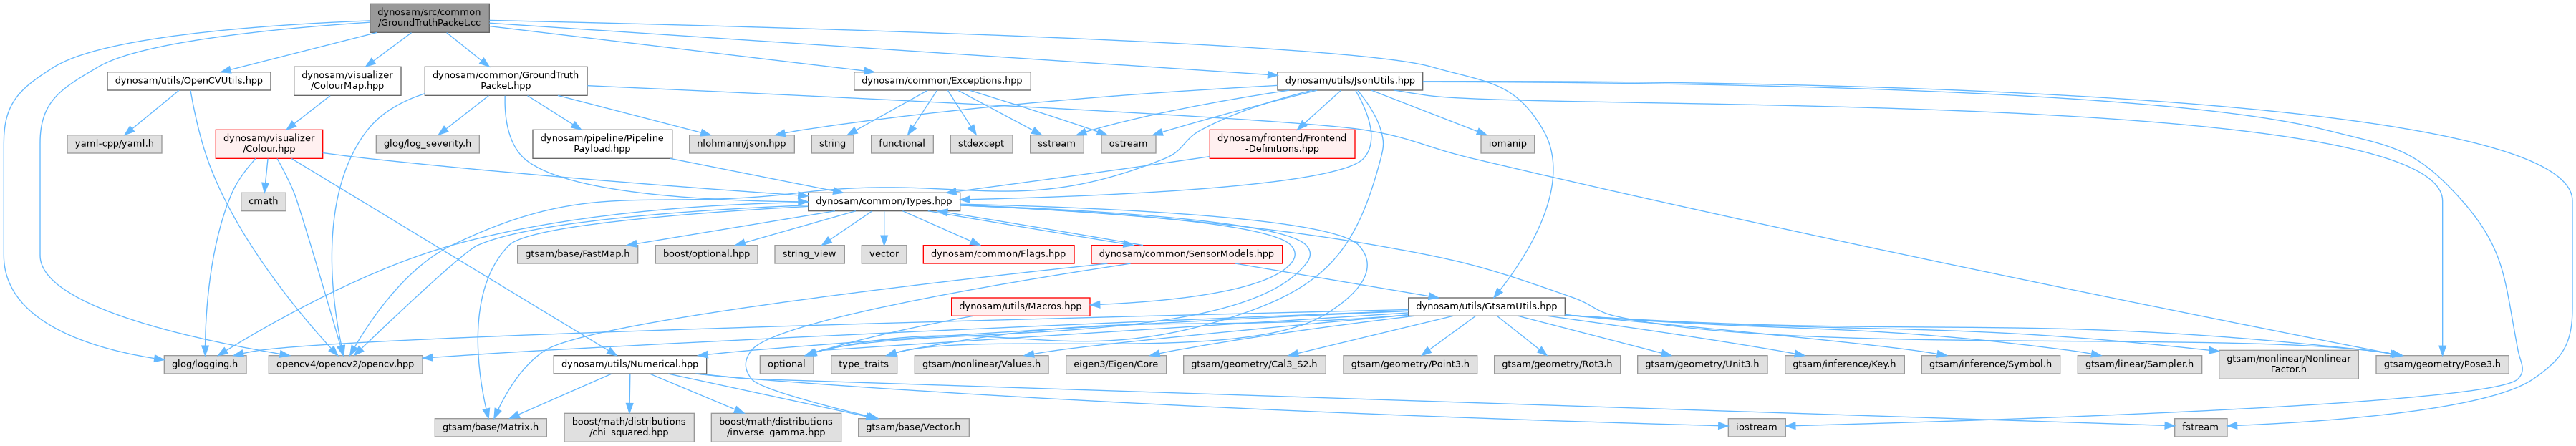 dynosam/src/common
/GroundTruthPacket.cc
dynosam/utils/OpenCVUtils.hpp
dynosam/visualizer
/ColourMap.hpp
dynosam/common/GroundTruth
Packet.hpp
dynosam/common/Exceptions.hpp
dynosam/utils/JsonUtils.hpp
yaml-cpp/yaml.h
dynosam/visualizer
/Colour.hpp
glog/log_severity.h
dynosam/pipeline/Pipeline
Payload.hpp
nlohmann/json.hpp
string
functional
stdexcept
sstream
ostream
dynosam/frontend/Frontend
-Definitions.hpp
iomanip
cmath
dynosam/common/Types.hpp
gtsam/base/FastMap.h
boost/optional.hpp
string_view
vector
dynosam/common/Flags.hpp
dynosam/common/SensorModels.hpp
dynosam/utils/Macros.hpp
dynosam/utils/GtsamUtils.hpp
glog/logging.h
opencv4/opencv2/opencv.hpp
dynosam/utils/Numerical.hpp
optional
type_traits
gtsam/nonlinear/Values.h
eigen3/Eigen/Core
gtsam/geometry/Cal3_S2.h
gtsam/geometry/Point3.h
gtsam/geometry/Rot3.h
gtsam/geometry/Unit3.h
gtsam/inference/Key.h
gtsam/inference/Symbol.h
gtsam/linear/Sampler.h
gtsam/nonlinear/Nonlinear
Factor.h
gtsam/geometry/Pose3.h
gtsam/base/Matrix.h
boost/math/distributions
/chi_squared.hpp
boost/math/distributions
/inverse_gamma.hpp
gtsam/base/Vector.h
iostream
fstream